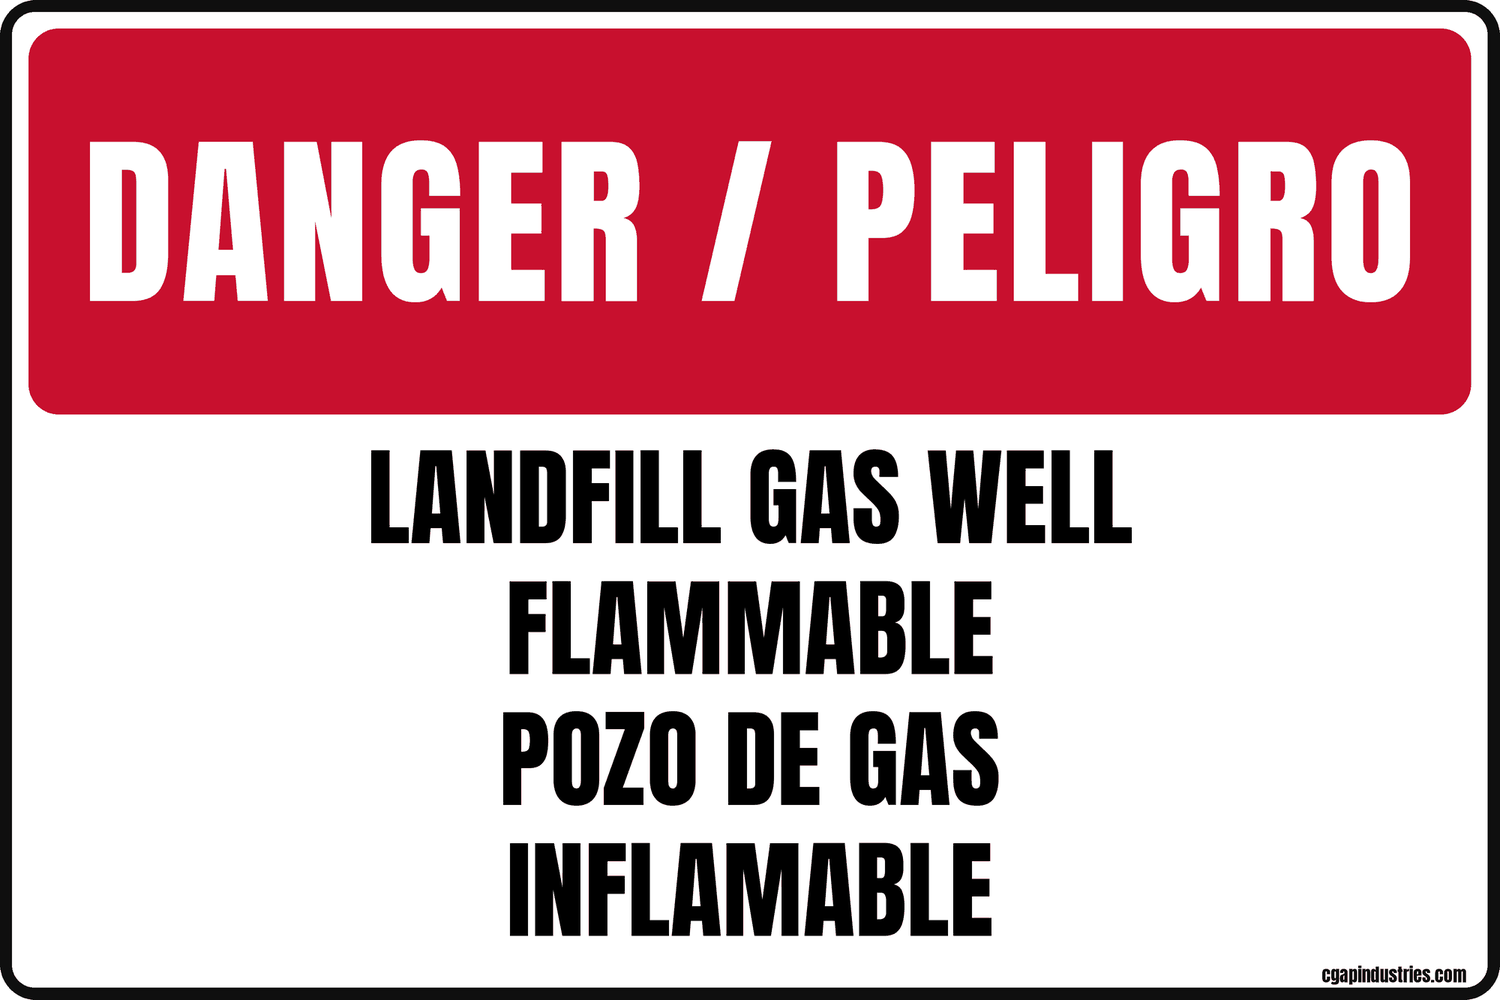 DANGER / PELIGRO
LANDFILL GAS WELL
FLAMMABLE
POZO DE GAS
INFLAMABLE
cgapindustries.com